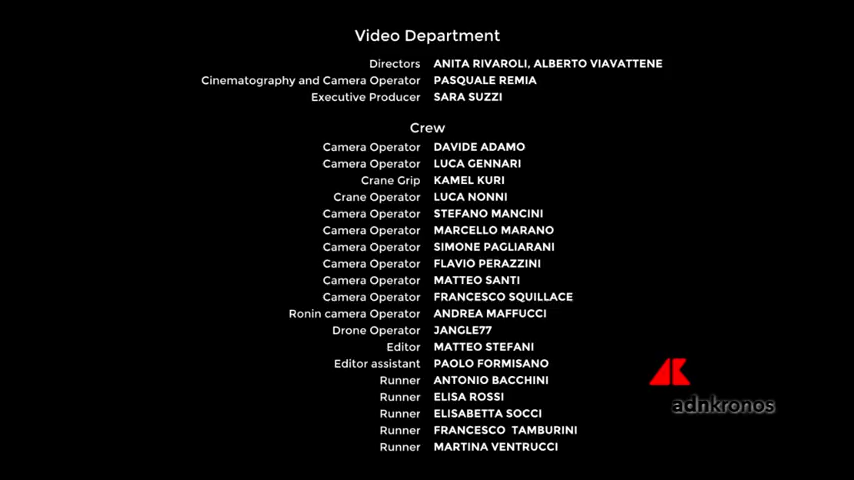 Video Department
Directors ANITA RIVAROLI, ALBERTO VIAVATTENE
Cinematography and Camera Operator PASQUALE REMIA
Executive Producer SARA SUZZI
Crew
Camera Operator DAVIDE ADAMO
Camera Operator LUCA GENNARI
Crane Grip KAMEL KURI
Crane Operator LUCA NONNI
Camera Operator STEFANO MANCINI
Camera Operator MARCELLO MARANO
Camera Operator SIMONE PAGLIARANI
Camera Operator FLAVIO PERAZZINI
Camera Operator MATTEO SANTI
Camera Operator FRANCESCO SQUILLACE
Ronin camera Operator ANDREA MAFFUCCI
Drone Operator JANGLE77
Editor MATTEO STEFANI
Editor assistant PAOLO FORMISANO
Runner ANTONIO BACCHINI
Runner ELISA ROSSI
Runner ELISABETTA SOCCI
Runner FRANCESCO  TAMBURINI
Runner MARTINA VENTRUCCI
adnkronos